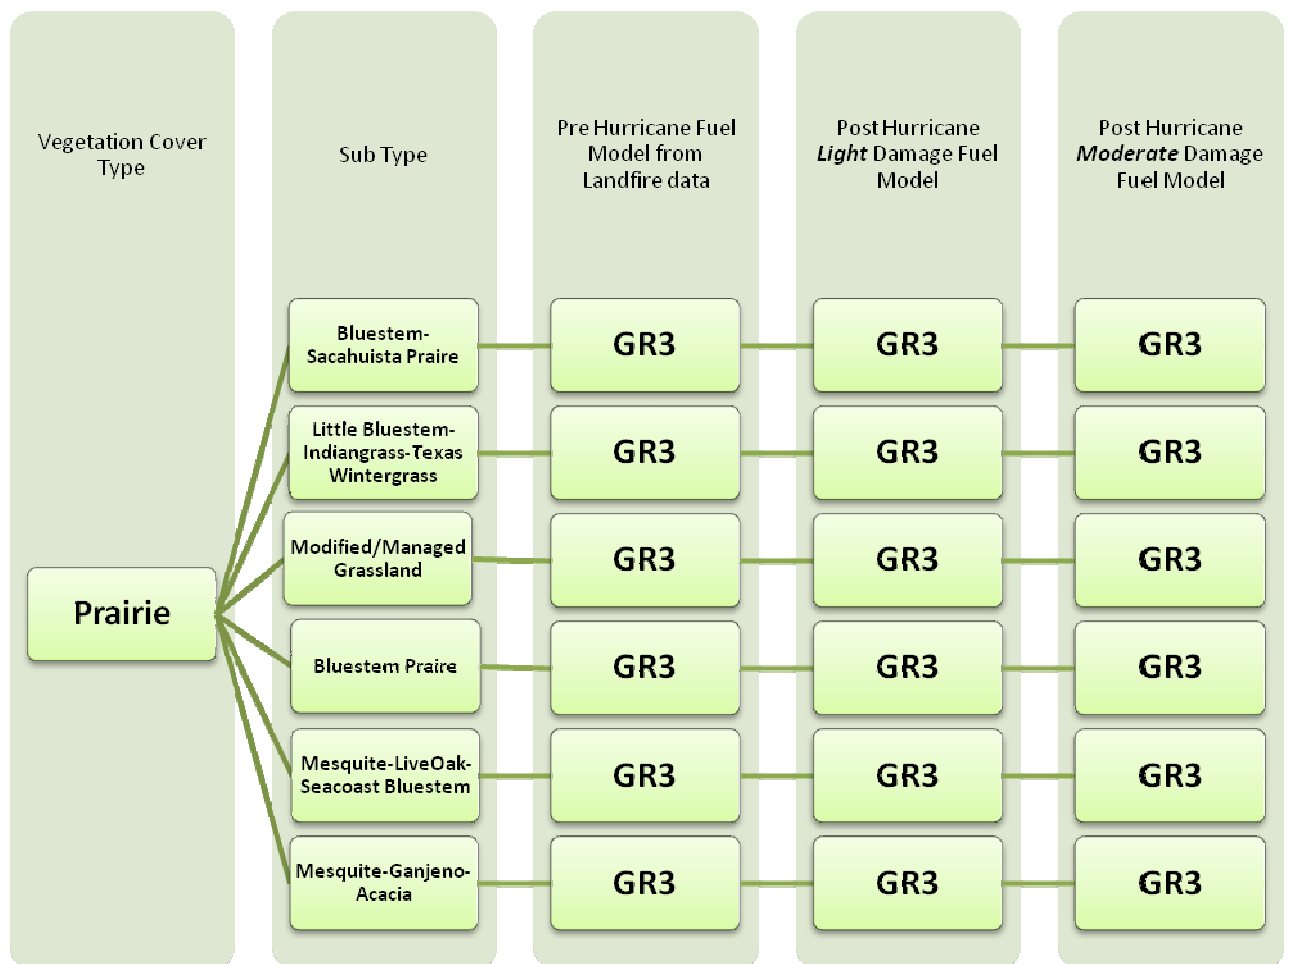 Vegetation Cover
Type
Sub Type
Pre Hurricane Fuel
Model from
Landfire data
Post Hurricane
Light Damage Fuel
Model
Post Hurricane
Moderate Damage
Fuel Model
Prairie
Bluestem-
Sacahuista Praire
GR3
GR3
GR3
Little Bluestem-
Indiangrass-Texas
Wintergrass
GR3
GR3
GR3
Modified/Managed
Grassland
GR3
GR3
GR3
Bluestem Praire
GR3
GR3
GR3
Mesquite-LiveOak-
Seacoast Bluestem
GR3
GR3
GR3
Mesquite-Ganjeno-
Acacia
GR3
GR3
GR3